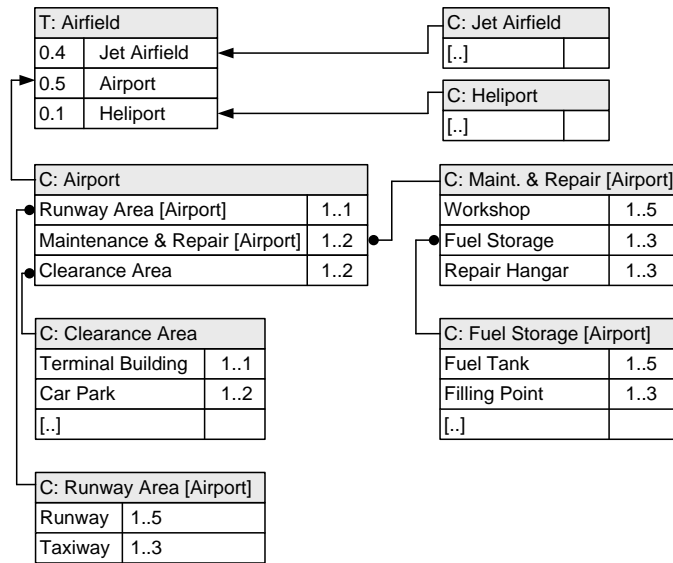 T: Airfield
0.4 Jet Airfield
0.5 Airport
0.1 Heliport
C: Jet Airfield
[..]
C: Heliport
[..]
C: Airport
Runway Area [Airport] 1..1
Maintenance & Repair [Airport] 1..2
Clearance Area 1..2
C: Maint. & Repair [Airport]
Workshop 1..5
Fuel Storage 1..3
Repair Hangar 1..3
C: Clearance Area
Terminal Building 1..1
Car Park 1..2
[..]
C: Fuel Storage [Airport]
Fuel Tank 1..5
Filling Point 1..3
[..]
C: Runway Area [Airport]
Runway 1..5
Taxiway 1..3